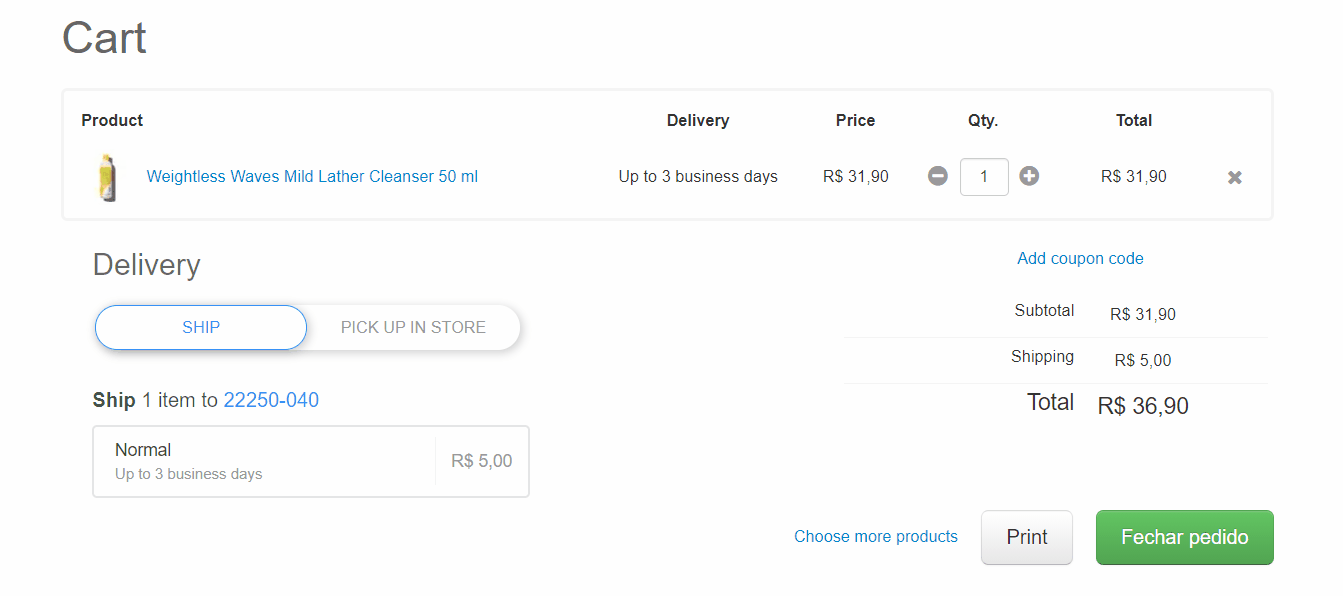 Cart
Product Delivery Price Qty. Total
Weightless Waves Mild Lather Cleanser 50 ml Up to 3 business days R$ 31,90 1 R$ 31,90
Delivery
Add coupon code
SHIP PICK UP IN STORE
Subtotal R$ 31,90
Shipping R$ 5,00
Total R$ 36,90
Ship 1 item to 22250-040
Normal
Up to 3 business days
R$ 5,00
Choose more products Print Fechar pedido